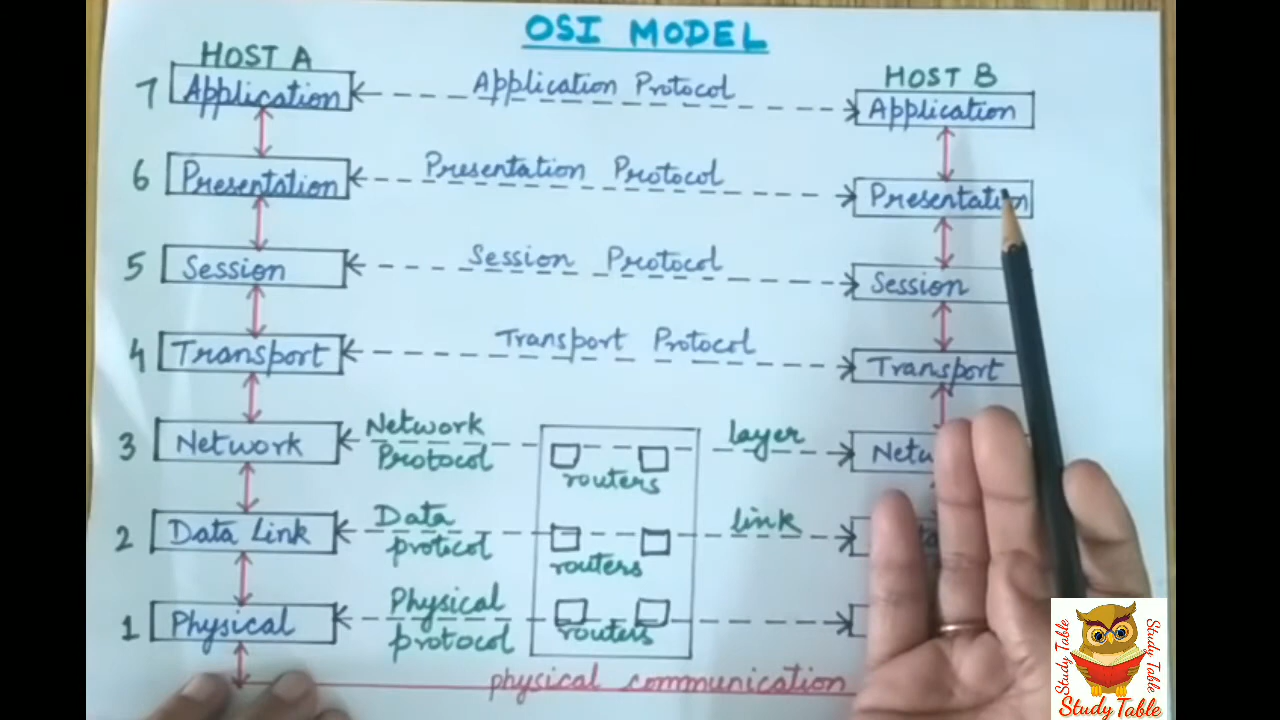 OSI MODEL
HOST A
HOST B
7 Application
Application Protocol
Application
6 Presentation
Presentation Protocol
Presentation
5 Session
Session Protocol
Session
4 Transport
Transport Protocol
Transport
3 Network
Network
Protocol
routers
layer
2 Data Link
Data
protocol
routers
link
1 Physical
Physical
protocol
routers
physical communication
Study Table
Study Table
Study Table